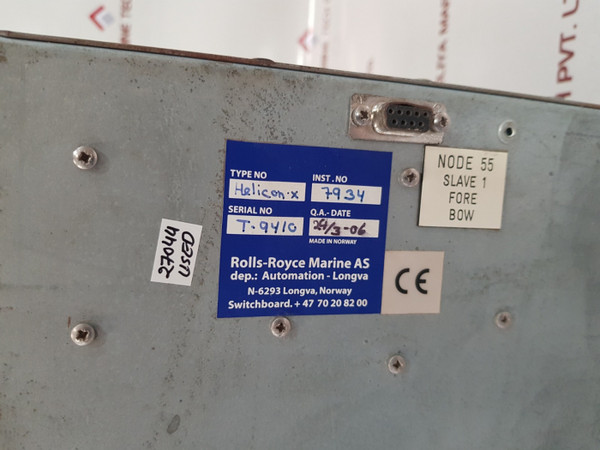 H PVT. L
NODE 55
SLAVE 1
FORE
BOW
TYPE NO INST. NO
Helicon-x 7934
SERIAL NO Q.A.- DATE
T-9410 /3-06
MADE IN NORWAY
Rolls-Royce Marine AS
dep.: Automation - Longva
N-6293 Longva, Norway
Switchboard. + 47 70 20 82 00
CE
27044
USED